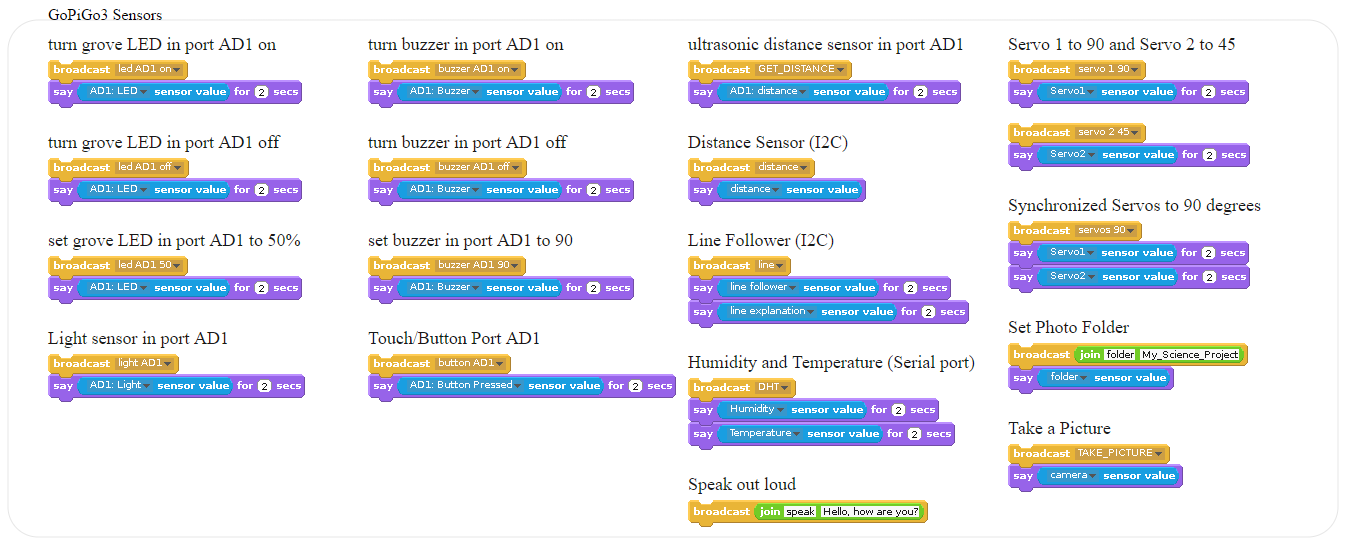 GoPiGo3 Sensors
turn grove LED in port AD1 on
broadcast led AD1 on
say AD1: LED sensor value for 2 secs
turn grove LED in port AD1 off
broadcast led AD1 off
say AD1: LED sensor value for 2 secs
set grove LED in port AD1 to 50%
broadcast led AD1 50
say AD1: LED sensor value for 2 secs
Light sensor in port AD1
broadcast light AD1
say AD1: Light sensor value for 2 secs
turn buzzer in port AD1 on
broadcast buzzer AD1 on
say AD1: Buzzer sensor value for 2 secs
turn buzzer in port AD1 off
broadcast buzzer AD1 off
say AD1: Buzzer sensor value for 2 secs
set buzzer in port AD1 to 90
broadcast buzzer AD1 90
say AD1: Buzzer sensor value for 2 secs
Touch/Button Port AD1
broadcast button AD1
say AD1: Button Pressed sensor value for 2 secs
ultrasonic distance sensor in port AD1
broadcast GET_DISTANCE
say AD1: distance sensor value for 2 secs
Distance Sensor (I2C)
broadcast distance
say distance sensor value
Line Follower (I2C)
broadcast line
say line follower sensor value for 2 secs
say line explanation sensor value for 2 secs
Humidity and Temperature (Serial port)
broadcast DHT
say Humidity sensor value for 2 secs
say Temperature sensor value for 2 secs
Speak out loud
broadcast join speak Hello, how are you?
Servo 1 to 90 and Servo 2 to 45
broadcast servo 1 90
say Servo1 sensor value for 2 secs
broadcast servo 2 45
say Servo2 sensor value for 2 secs
Synchronized Servos to 90 degrees
broadcast servos 90
say Servo1 sensor value for 2 secs
say Servo2 sensor value for 2 secs
Set Photo Folder
broadcast join folder My_Science_Project
say folder sensor value
Take a Picture
broadcast TAKE_PICTURE
say camera sensor value